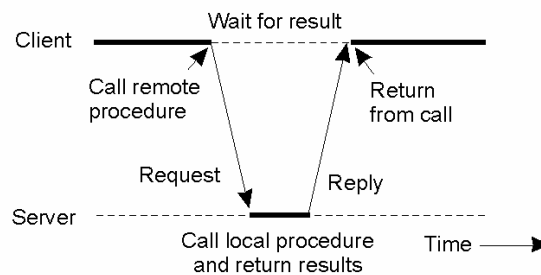 Wait for result
Client
Call remote
procedure
Return
from call
Request
Reply
Server
Call local procedure
and return results
Time